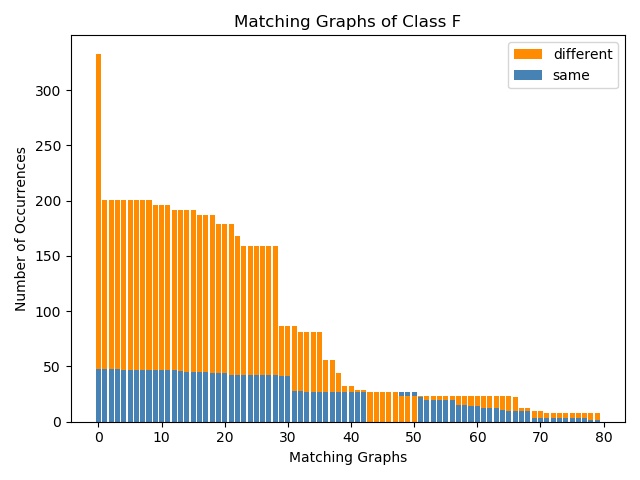 Matching Graphs of Class F
different
same
Number of Occurrences
300
250
200
150
100
50
0
0 10 20 30 40 50 60 70 80
Matching Graphs